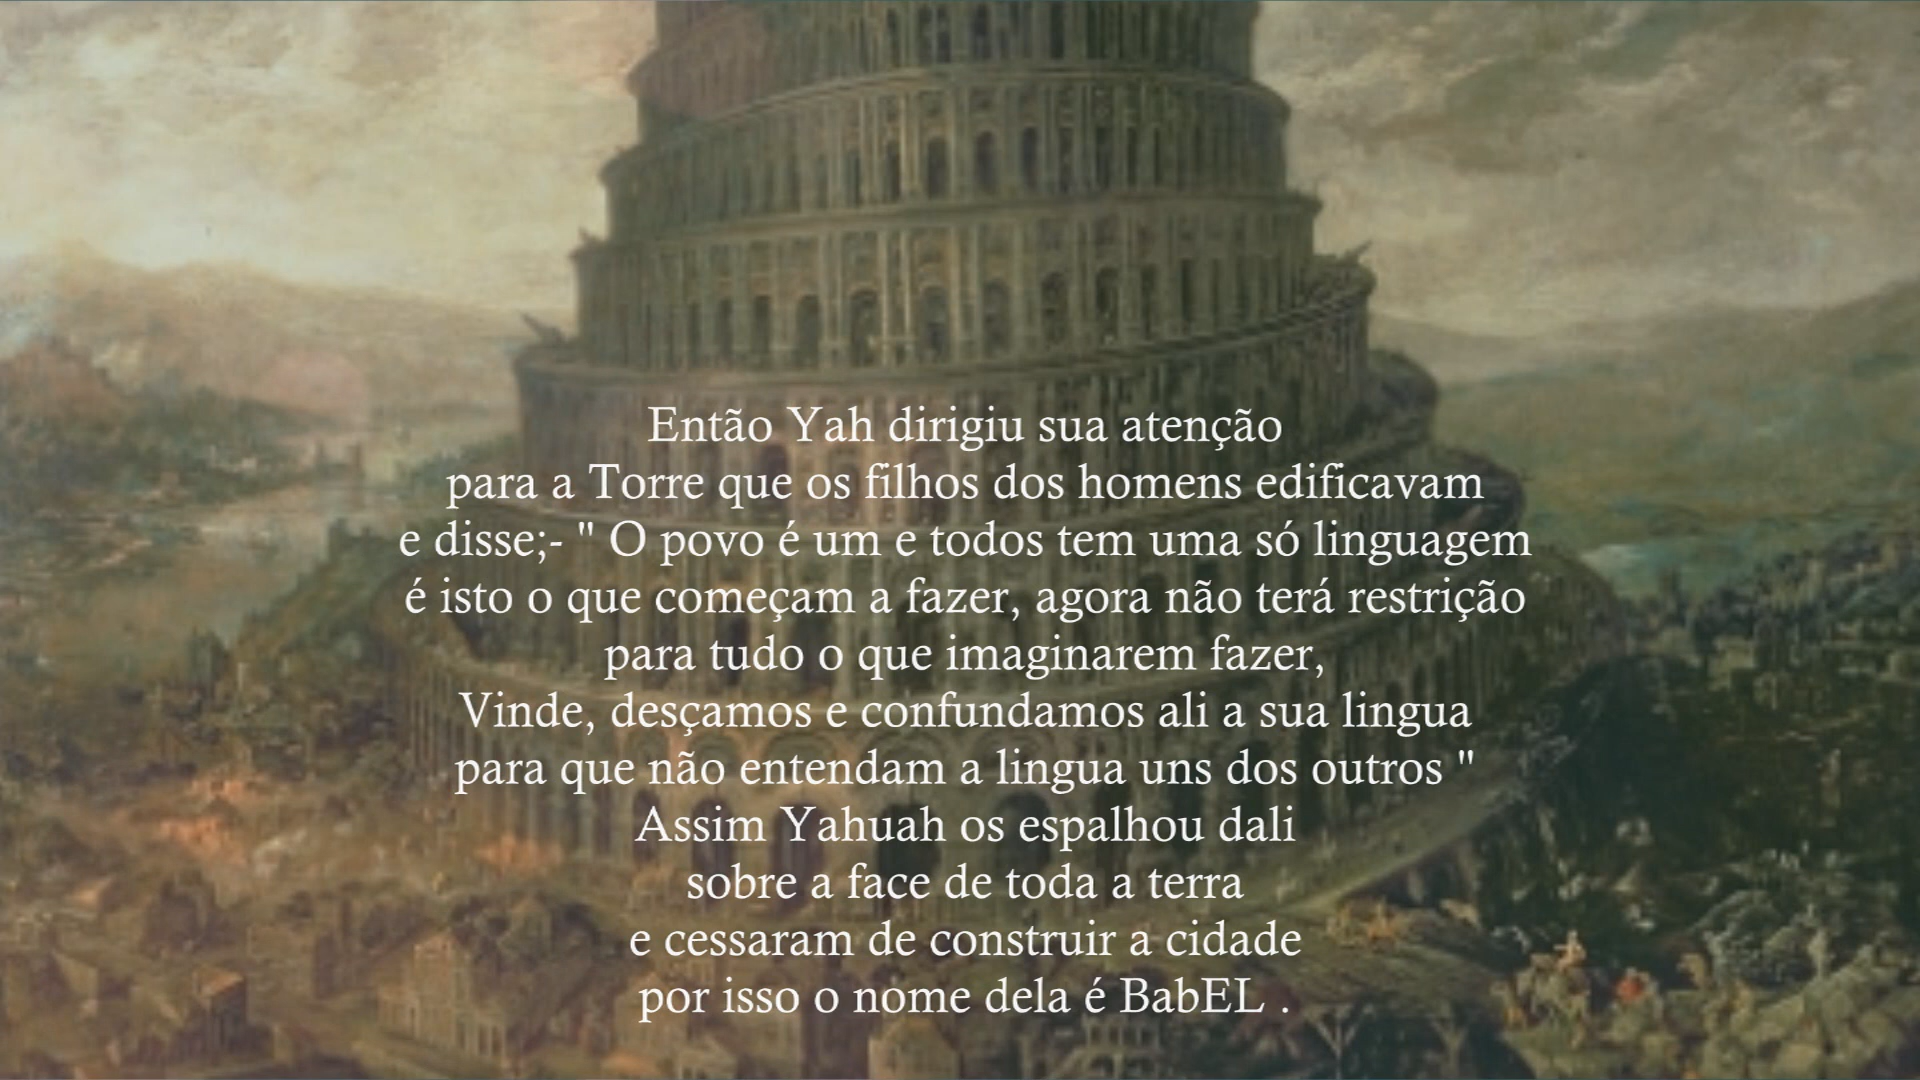 Então Yah dirigiu sua atenção
para a Torre que os filhos dos homens edificavam
e disse;- " O povo é um e todos tem uma só linguagem
é isto o que começam a fazer, agora não terá restrição
para tudo o que imaginarem fazer,
Vinde, desçamos e confundamos ali a sua lingua
para que não entendam a lingua uns dos outros "
Assim Yahuah os espalhou dali
sobre a face de toda a terra
e cessaram de construir a cidade
por isso o nome dela é BabEL .